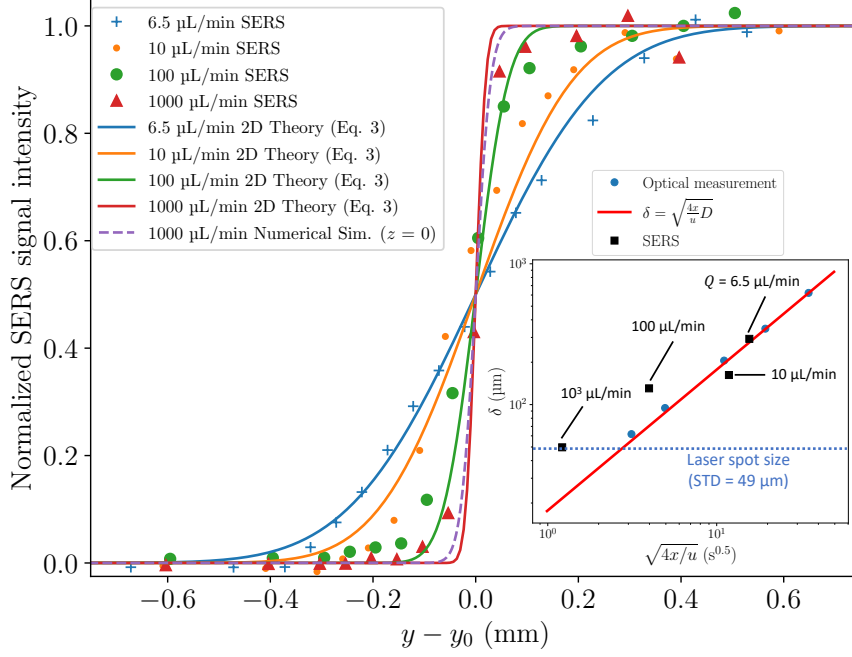 Normalized SERS signal intensity
1.0
0.8
0.6
0.4
0.2
0.0
6.5 µL/min SERS
10 µL/min SERS
100 µL/min SERS
1000 µL/min SERS
6.5 µL/min 2D Theory (Eq. 3)
10 µL/min 2D Theory (Eq. 3)
100 µL/min 2D Theory (Eq. 3)
1000 µL/min 2D Theory (Eq. 3)
1000 µL/min Numerical Sim. (z = 0)
Optical measurement
δ = √(4x/u) D
SERS
δ (µm)
10³
10²
Q = 6.5 µL/min
100 µL/min
10³ µL/min
10 µL/min
Laser spot size
(STD = 49 µm)
10⁰ 10¹
√4x/u (s⁰·⁵)
−0.6 −0.4 −0.2 0.0 0.2 0.4 0.6
y − y₀ (mm)